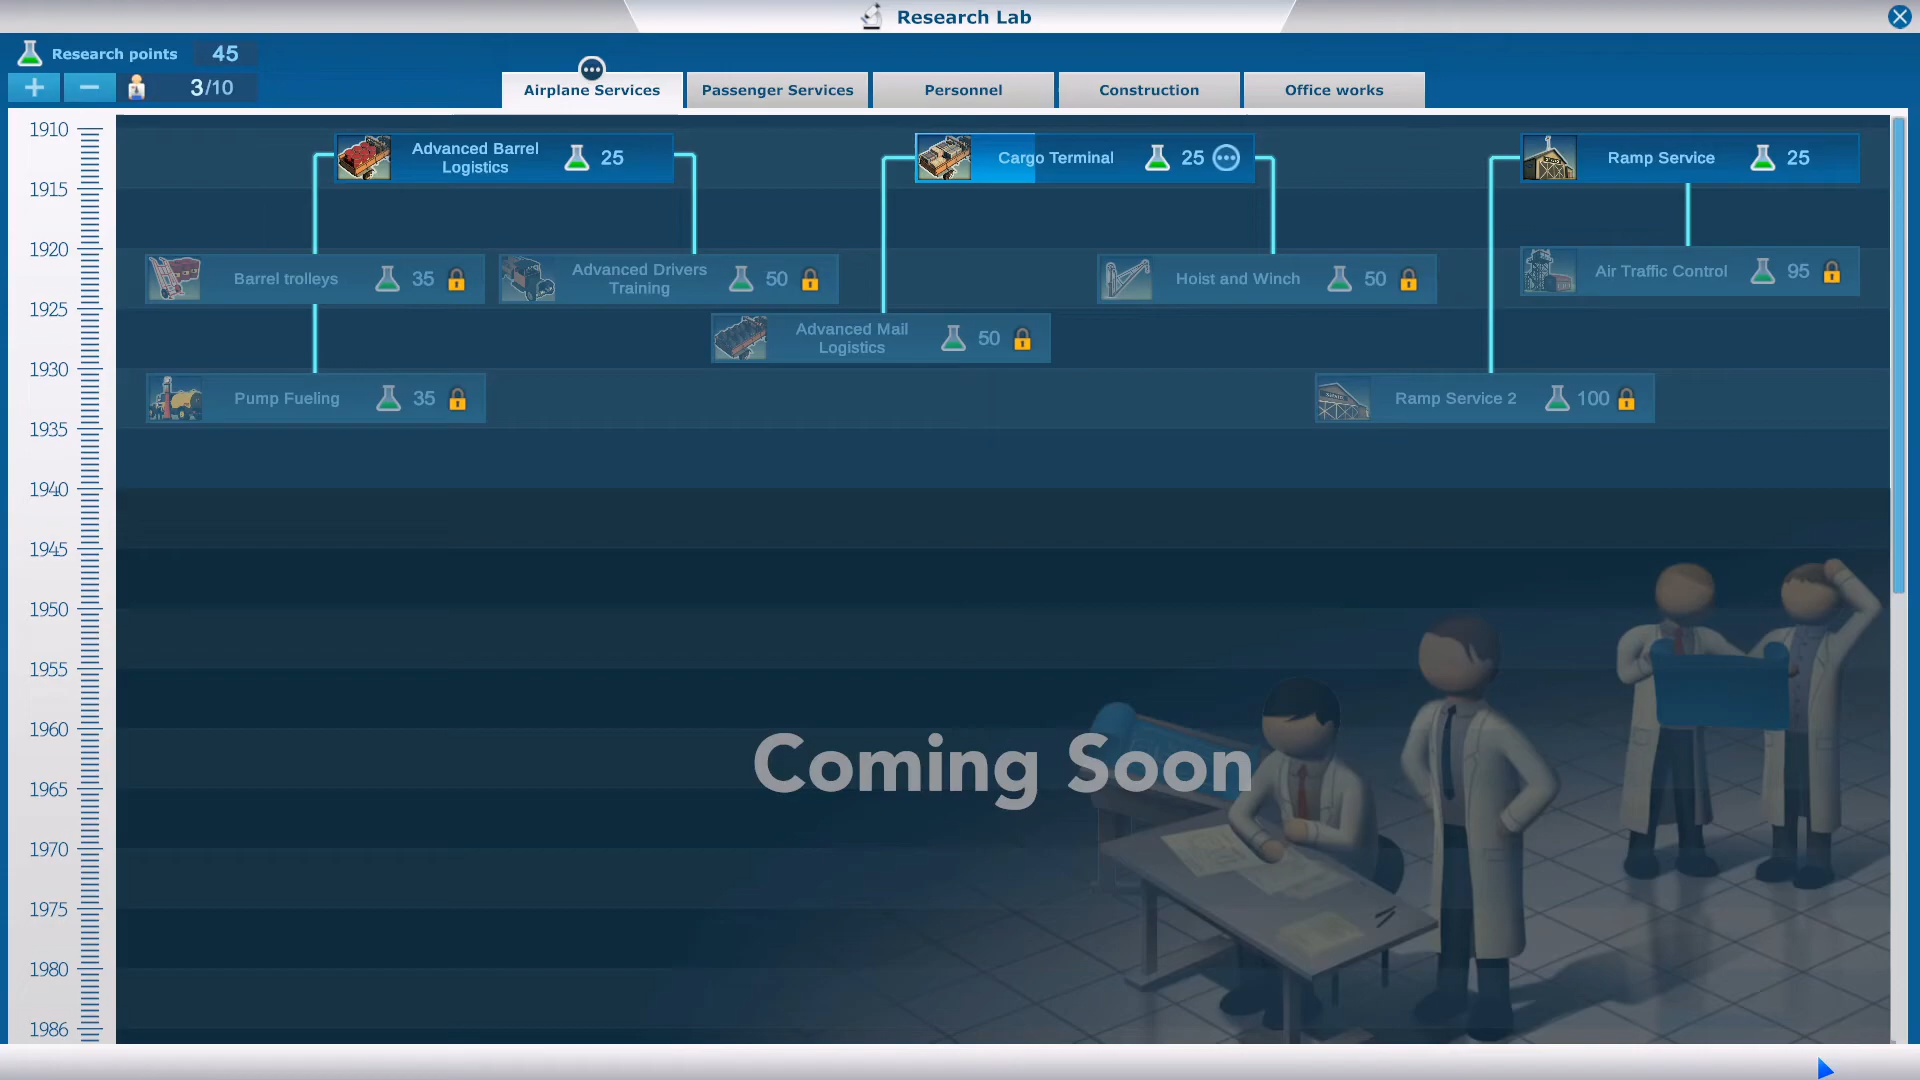 Research Lab
Research points 45
3/10
Airplane Services
Passenger Services
Personnel
Construction
Office works
1910
1915
1920
1925
1930
1935
1940
1945
1950
1955
1960
1965
1970
1975
1980
1986
Advanced Barrel
Logistics
25
Cargo Terminal
25
Ramp Service
25
Barrel trolleys
35
Advanced Drivers
Training
50
Hoist and Winch
50
Air Traffic Control
95
Advanced Mail
Logistics
50
Pump Fueling
35
Ramp Service 2
100
Coming Soon